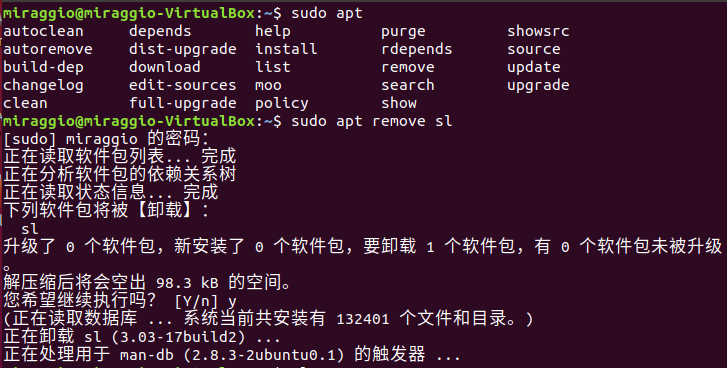 miraggio@miraggio-VirtualBox:~$ sudo apt
autoclean depends help purge showsrc
autoremove dist-upgrade install rdepends source
build-dep download list remove update
changelog edit-sources moo search upgrade
clean full-upgrade policy show
miraggio@miraggio-VirtualBox:~$ sudo apt remove sl
[sudo] miraggio 的密码：
正在读取软件包列表... 完成
正在分析软件包的依赖关系树
正在读取状态信息... 完成
下列软件包将被【卸载】：
sl
升级了 0 个软件包，新安装了 0 个软件包，要卸载 1 个软件包，有 0 个软件包未被升级
。
解压缩后将会空出 98.3 kB 的空间。
您希望继续执行吗？ [Y/n] y
(正在读取数据库 ... 系统当前共安装有 132401 个文件和目录。)
正在卸载 sl (3.03-17build2) ...
正在处理用于 man-db (2.8.3-2ubuntu0.1) 的触发器 ...